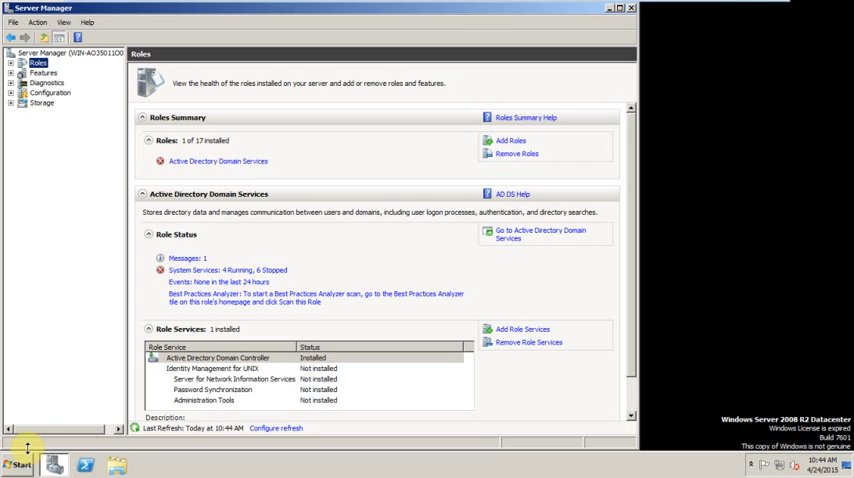 Server Manager
File Action View Help
Server Manager (WIN-AO35011O0
Roles
Features
Diagnostics
Configuration
Storage
Roles
View the health of the roles installed on your server and add or remove roles and features.
Roles Summary
Roles Summary Help
Roles: 1 of 17 installed
Add Roles
Remove Roles
Active Directory Domain Services
Active Directory Domain Services
AD DS Help
Stores directory data and manages communication between users and domains, including user logon processes, authentication, and directory searches.
Role Status
Go to Active Directory Domain
Services
Messages: 1
System Services: 4 Running, 6 Stopped
Events: None in the last 24 hours
Best Practices Analyzer: To start a Best Practices Analyzer scan, go to the Best Practices Analyzer
tile on this role's homepage and click Scan this Role
Role Services: 1 installed
Add Role Services
Remove Role Services
Role Service Status
Active Directory Domain Controller Installed
Identity Management for UNIX Not installed
Server for Network Information Services Not installed
Password Synchronization Not installed
Administration Tools Not installed
Description:
Last Refresh: Today at 10:44 AM Configure refresh
Windows Server 2008 R2 Datacenter
Windows License is expired
Build 7601
This copy of Windows is not genuine
Start
10:44 AM
4/24/2015